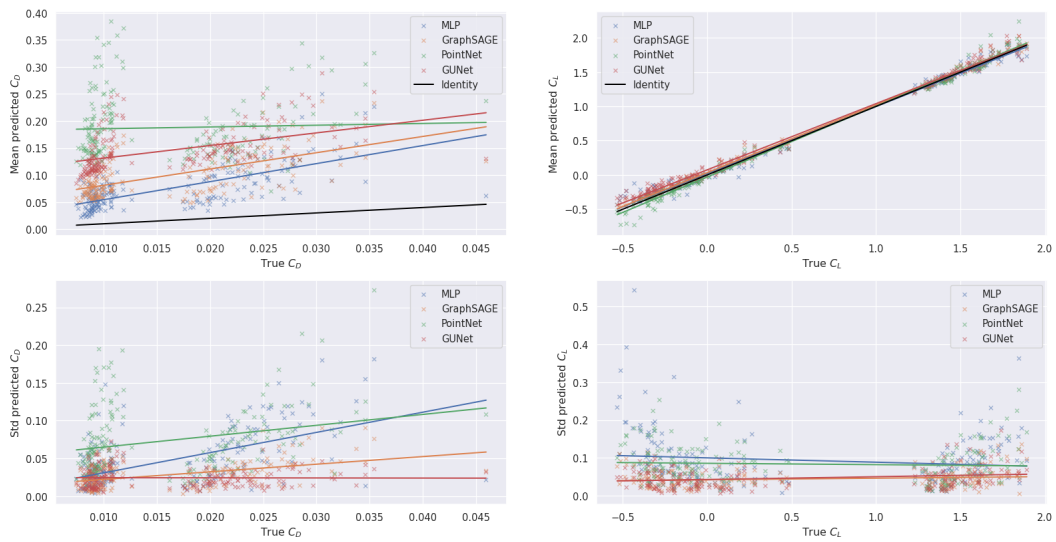 0.40
0.35
0.30
0.25
0.20
0.15
0.10
0.05
0.00
Mean predicted C_D
MLP
GraphSAGE
PointNet
GUNet
Identity
0.010 0.015 0.020 0.025 0.030 0.035 0.040 0.045
True C_D
2.0
1.5
1.0
0.5
0.0
−0.5
Mean predicted C_L
MLP
GraphSAGE
PointNet
GUNet
Identity
−0.5 0.0 0.5 1.0 1.5 2.0
True C_L
0.25
0.20
0.15
0.10
0.05
0.00
Std predicted C_D
MLP
GraphSAGE
PointNet
GUNet
0.010 0.015 0.020 0.025 0.030 0.035 0.040 0.045
True C_D
0.5
0.4
0.3
0.2
0.1
0.0
Std predicted C_L
MLP
GraphSAGE
PointNet
GUNet
−0.5 0.0 0.5 1.0 1.5 2.0
True C_L